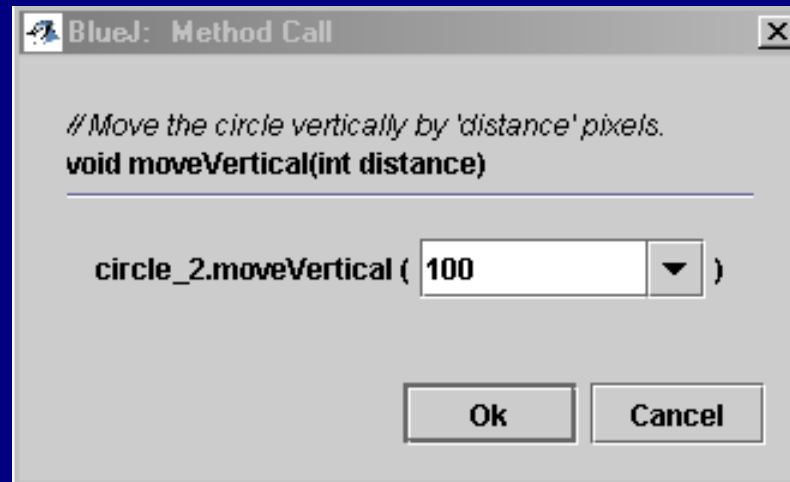 BlueJ: Method Call
// Move the circle vertically by 'distance' pixels.
void moveVertical(int distance)
circle_2.moveVertical ( 100 )
Ok Cancel